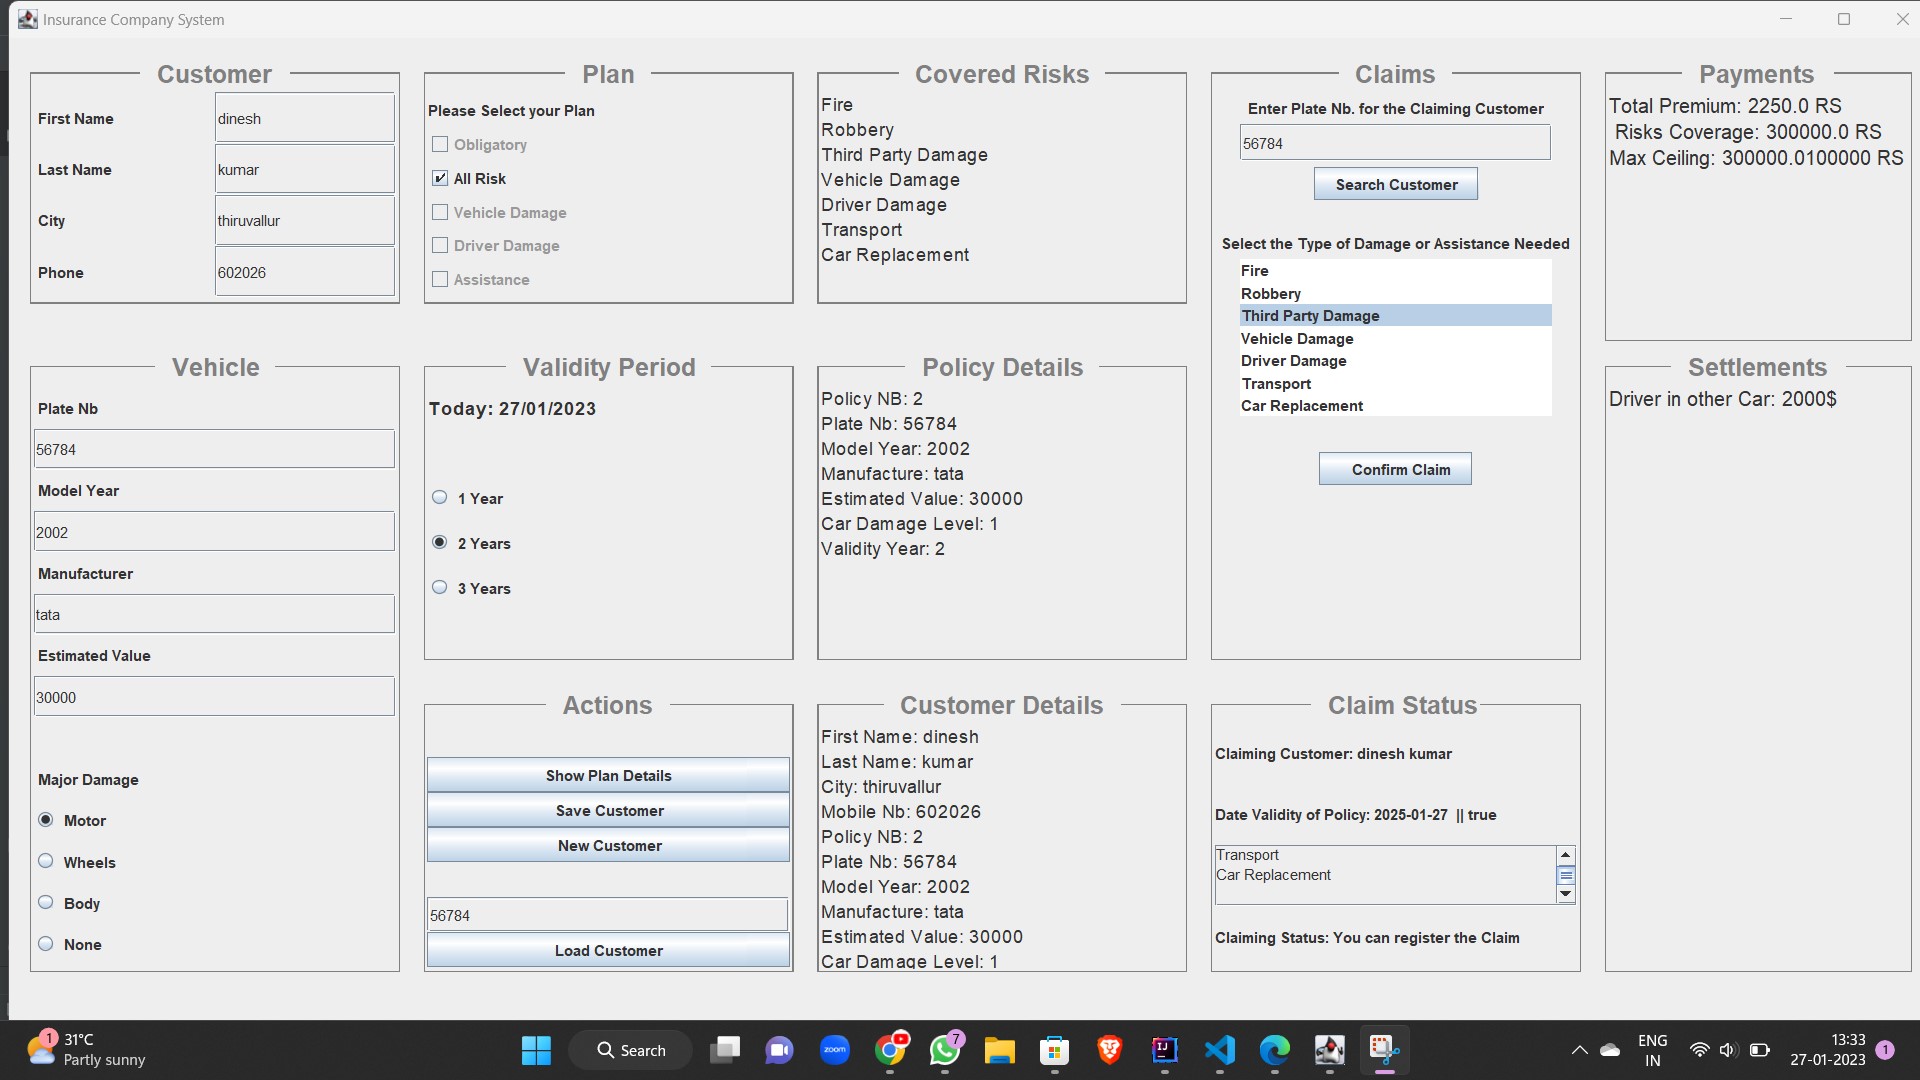 Insurance Company System
Customer
First Name
dinesh
Last Name
kumar
City
thiruvallur
Phone
602026
Plan
Please Select your Plan
Obligatory
All Risk
Vehicle Damage
Driver Damage
Assistance
Covered Risks
Fire
Robbery
Third Party Damage
Vehicle Damage
Driver Damage
Transport
Car Replacement
Claims
Enter Plate Nb. for the Claiming Customer
56784
Search Customer
Select the Type of Damage or Assistance Needed
Fire
Robbery
Third Party Damage
Vehicle Damage
Driver Damage
Transport
Car Replacement
Confirm Claim
Payments
Total Premium: 2250.0 RS
Risks Coverage: 300000.0 RS
Max Ceiling: 300000.0100000 RS
Vehicle
Plate Nb
56784
Model Year
2002
Manufacturer
tata
Estimated Value
30000
Major Damage
Motor
Wheels
Body
None
Validity Period
Today: 27/01/2023
1 Year
2 Years
3 Years
Policy Details
Policy NB: 2
Plate Nb: 56784
Model Year: 2002
Manufacture: tata
Estimated Value: 30000
Car Damage Level: 1
Validity Year: 2
Settlements
Driver in other Car: 2000$
Actions
Show Plan Details
Save Customer
New Customer
56784
Load Customer
Customer Details
First Name: dinesh
Last Name: kumar
City: thiruvallur
Mobile Nb: 602026
Policy NB: 2
Plate Nb: 56784
Model Year: 2002
Manufacture: tata
Estimated Value: 30000
Car Damage Level: 1
Claim Status
Claiming Customer: dinesh kumar
Date Validity of Policy: 2025-01-27 || true
Transport
Car Replacement
Claiming Status: You can register the Claim
1
31°C
Partly sunny
Search
zoom
7
IJ
ENG
IN
13:33
27-01-2023
1